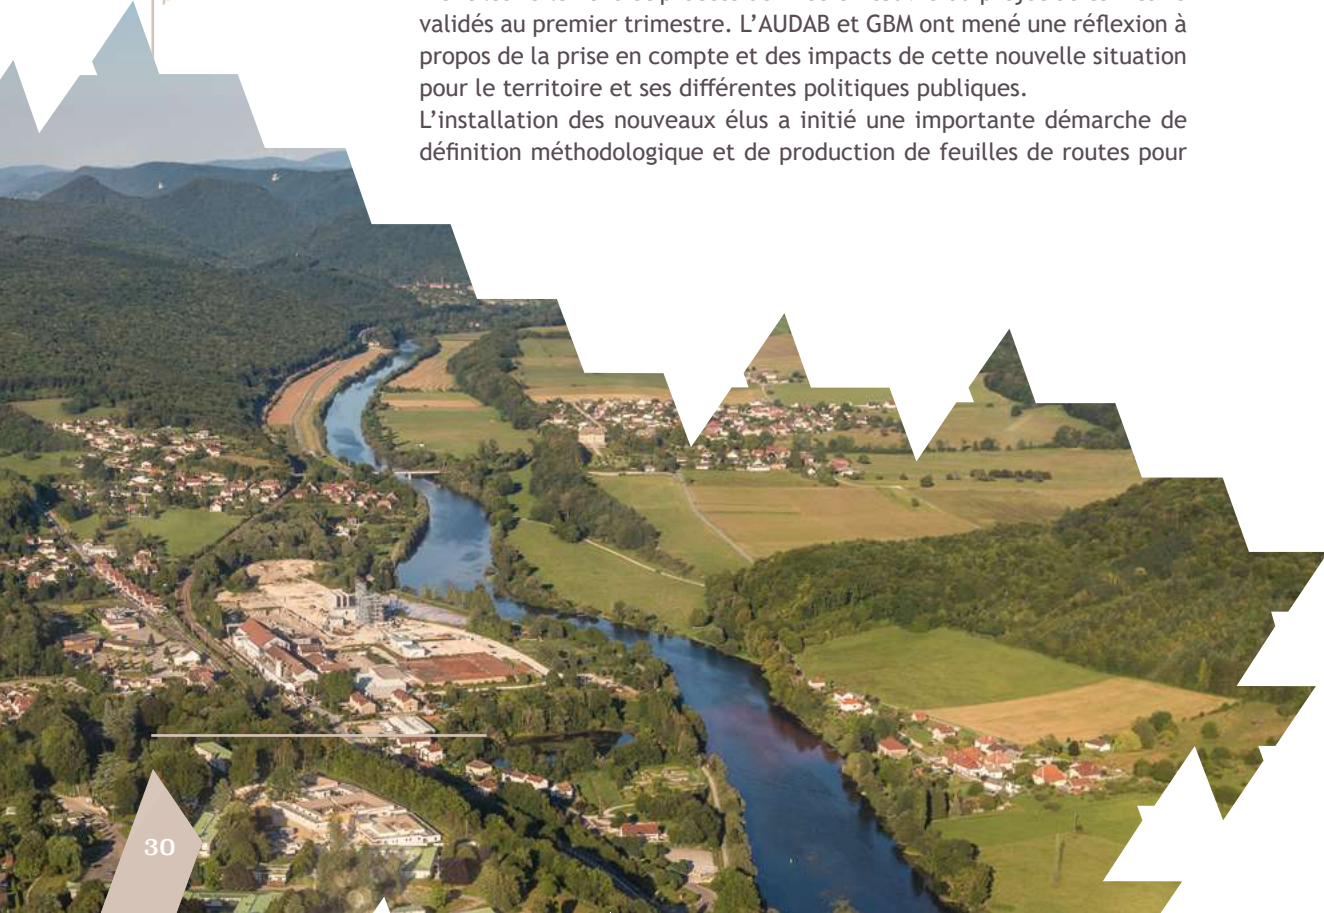 validés au premier trimestre. L’AUDAB et GBM ont mené une réflexion à
propos de la prise en compte et des impacts de cette nouvelle situation
pour le territoire et ses différentes politiques publiques.
L’installation des nouveaux élus a initié une importante démarche de
définition méthodologique et de production de feuilles de routes pour
30